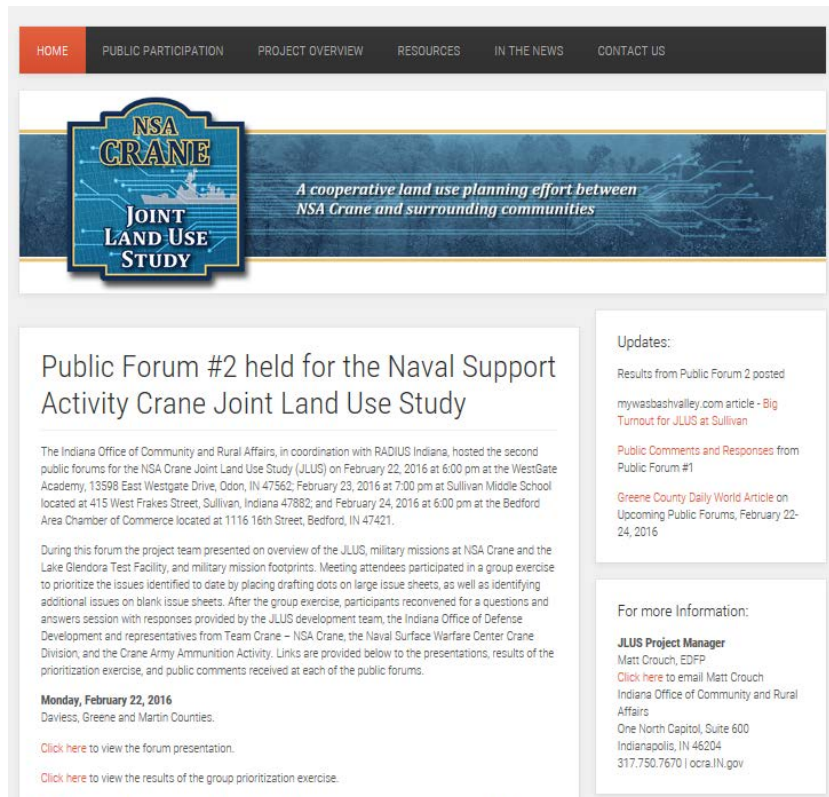 HOME PUBLIC PARTICIPATION PROJECT OVERVIEW RESOURCES IN THE NEWS CONTACT US
NSA
CRANE
JOINT
LAND USE
STUDY
A cooperative land use planning effort between
NSA Crane and surrounding communities
Public Forum #2 held for the Naval Support
Activity Crane Joint Land Use Study
The Indiana Office of Community and Rural Affairs, in coordination with RADIUS Indiana, hosted the second
public forums for the NSA Crane Joint Land Use Study (JLUS) on February 22, 2016 at 6:00 pm at the WestGate
Academy, 13598 East Westgate Drive, Odon, IN 47562; February 23, 2016 at 7:00 pm at Sullivan Middle School
located at 415 West Frakes Street, Sullivan, Indiana 47882; and February 24, 2016 at 6:00 pm at the Bedford
Area Chamber of Commerce located at 1116 16th Street, Bedford, IN 47421.
During this forum the project team presented on overview of the JLUS, military missions at NSA Crane and the
Lake Glendora Test Facility, and military mission footprints. Meeting attendees participated in a group exercise
to prioritize the issues identified to date by placing drafting dots on large issue sheets, as well as identifying
additional issues on blank issue sheets. After the group exercise, participants reconvened for a questions and
answers session with responses provided by the JLUS development team, the Indiana Office of Defense
Development and representatives from Team Crane – NSA Crane, the Naval Surface Warfare Center Crane
Division, and the Crane Army Ammunition Activity. Links are provided below to the presentations, results of the
prioritization exercise, and public comments received at each of the public forums.
Monday, February 22, 2016
Daviess, Greene and Martin Counties.
Click here to view the forum presentation.
Click here to view the results of the group prioritization exercise.
Updates:
Results from Public Forum 2 posted
mywasbashvalley.com article - Big
Turnout for JLUS at Sullivan
Public Comments and Responses from
Public Forum #1
Greene County Daily World Article on
Upcoming Public Forums, February 22-
24, 2016
For more Information:
JLUS Project Manager
Matt Crouch, EDFP
Click here to email Matt Crouch
Indiana Office of Community and Rural
Affairs
One North Capitol, Suite 600
Indianapolis, IN 46204
317.750.7670 | ocra.IN.gov